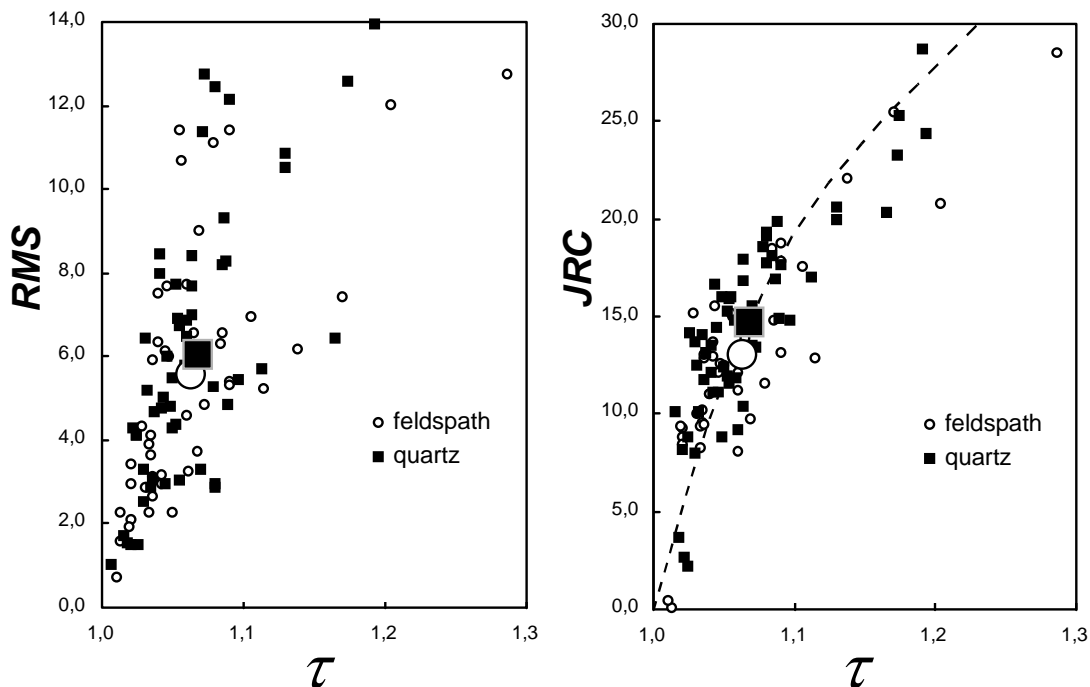 RMS
14,0
12,0
10,0
8,0
6,0
4,0
2,0
0,0
1,0 1,1 1,2 1,3
τ
feldspath
quartz
JRC
30,0
25,0
20,0
15,0
10,0
5,0
0,0
1,0 1,1 1,2 1,3
τ
feldspath
quartz